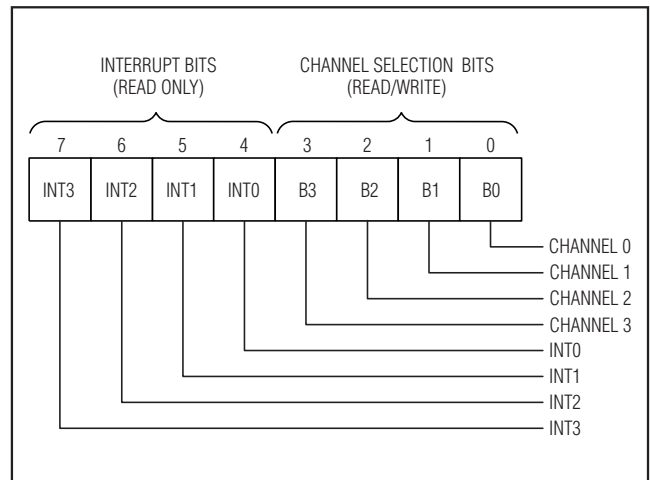 INTERRUPT BITS
(READ ONLY)
CHANNEL SELECTION BITS
(READ/WRITE)
7 6 5 4 3 2 1 0
INT3 INT2 INT1 INT0 B3 B2 B1 B0
CHANNEL 0
CHANNEL 1
CHANNEL 2
CHANNEL 3
INT0
INT1
INT2
INT3